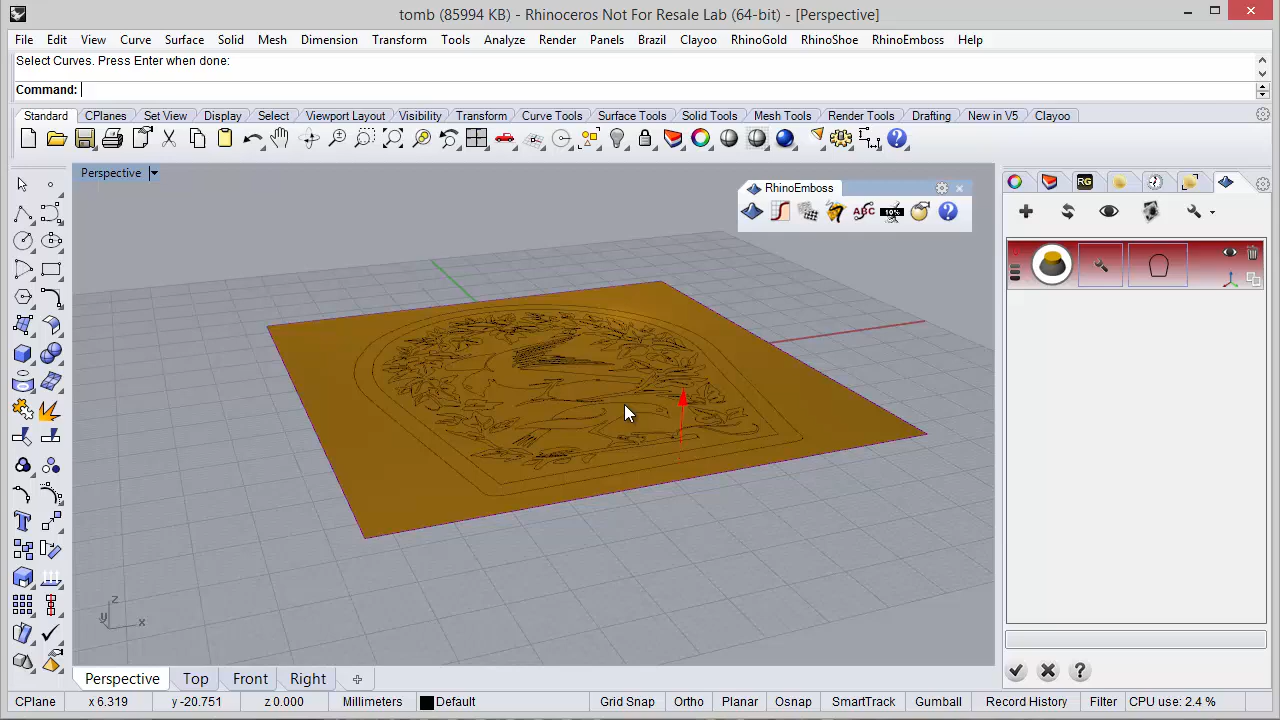 tomb (85994 KB) - Rhinoceros Not For Resale Lab (64-bit) - [Perspective]
File Edit View Curve Surface Solid Mesh Dimension Transform Tools Analyze Render Panels Brazil Clayoo RhinoGold RhinoShoe RhinoEmboss Help
Select Curves. Press Enter when done:
Command:
Standard CPlanes Set View Display Select Viewport Layout Visibility Transform Curve Tools Surface Tools Solid Tools Mesh Tools Render Tools Drafting New in V5 Clayoo
Perspective
RhinoEmboss
RG
ABC 10%
z
y x
Perspective Top Front Right
CPlane x 6.319 y -20.751 z 0.000 Millimeters Default Grid Snap Ortho Planar Osnap SmartTrack Gumball Record History Filter CPU use: 2.4 %